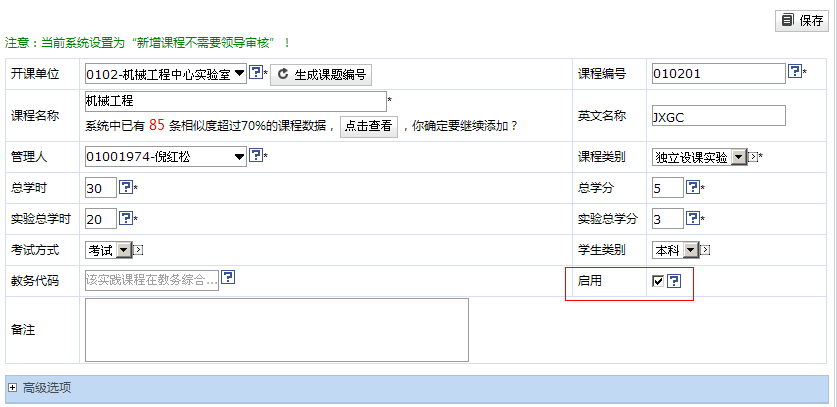 保存
注意：当前系统设置为“新增课程不需要领导审核”！
开课单位 0102-机械工程中心实验室 * 生成课题编号 课程编号 010201 *
课程名称 机械工程 * 英文名称 JXGC
系统中已有 85 条相似度超过70%的课程数据， 点击查看 ，你确定要继续添加？
管理人 01001974-倪红松 * 课程类别 独立设课实验 *
总学时 30 * 总学分 5 *
实验总学时 20 * 实验总学分 3 *
考试方式 考试 学生类别 本科
教务代码 该实践课程在教务综合... 启用
备注
高级选项